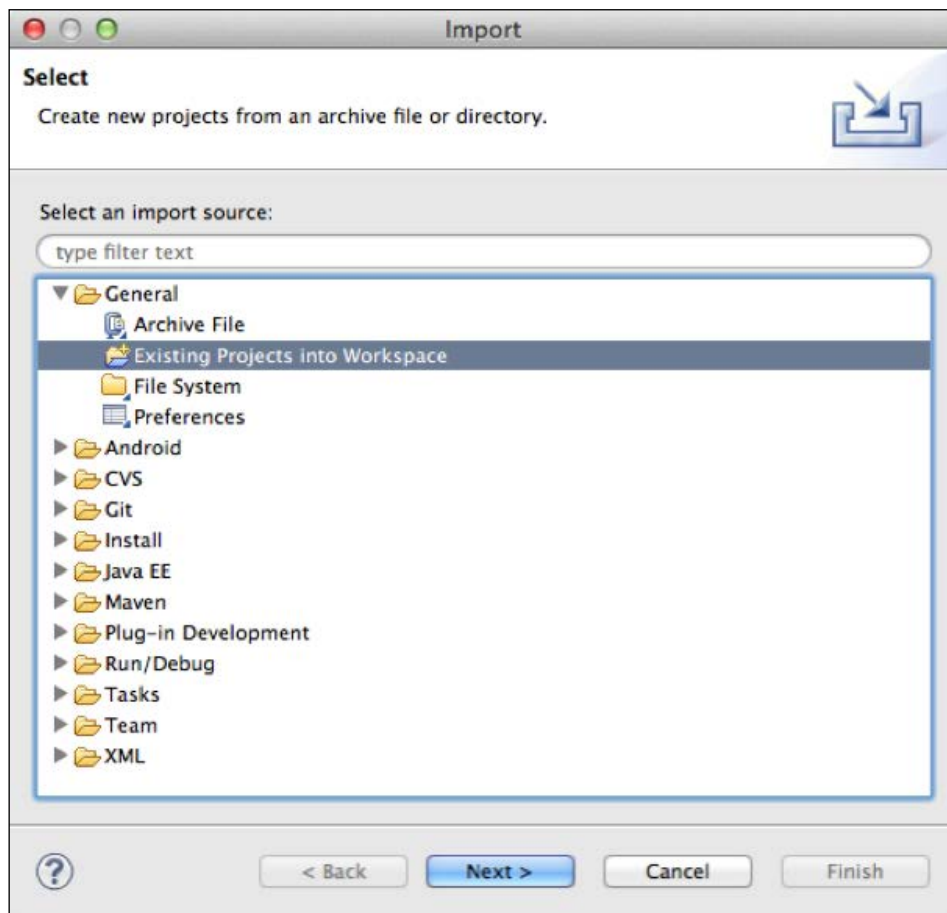 Import
Select
Create new projects from an archive file or directory.
Select an import source:
type filter text
General
Archive File
Existing Projects into Workspace
File System
Preferences
Android
CVS
Git
Install
Java EE
Maven
Plug-in Development
Run/Debug
Tasks
Team
XML
?
< Back
Next >
Cancel
Finish